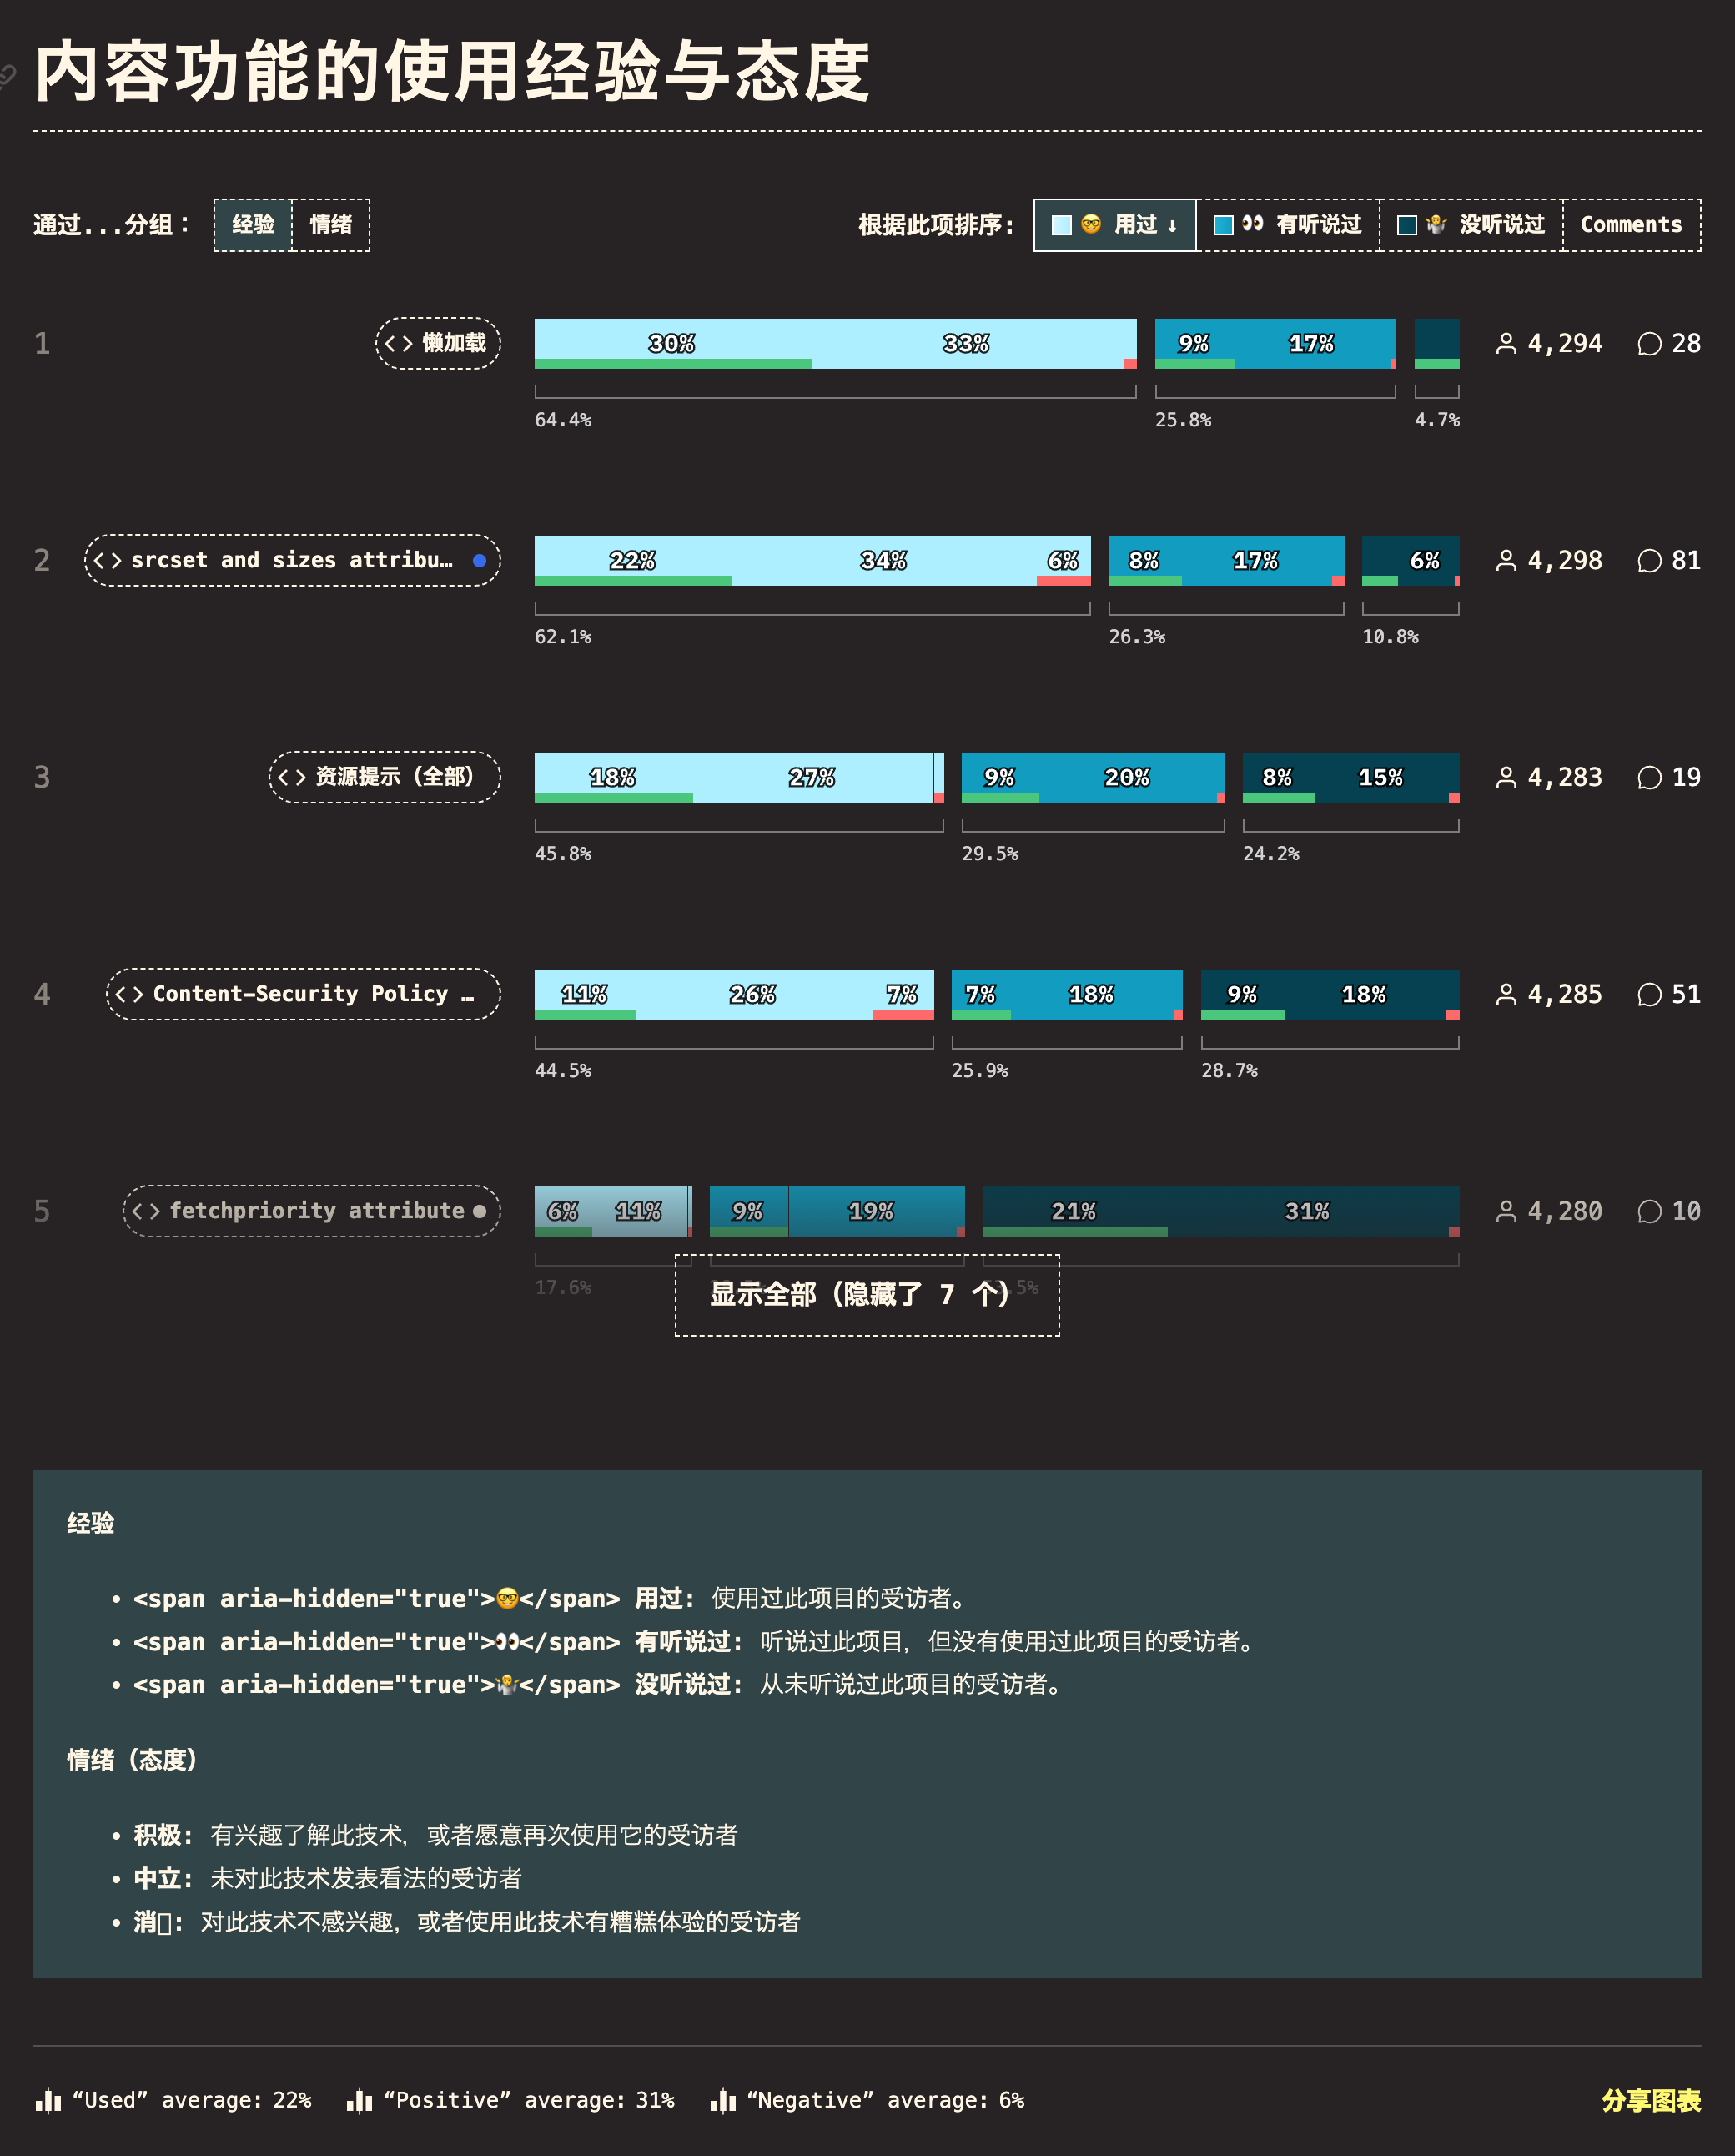 内容功能的使用经验与态度
通过...分组： 经验 情绪 根据此项排序: 🤓 用过 ↓ 👀 有听说过 🤷 没听说过 Comments
1 <> 懒加载 30% 33% 9% 17% 4,294 28
64.4% 25.8% 4.7%
2 <> srcset and sizes attribu… 22% 34% 6% 8% 17% 6% 4,298 81
62.1% 26.3% 10.8%
3 <> 资源提示（全部） 18% 27% 9% 20% 8% 15% 4,283 19
45.8% 29.5% 24.2%
4 <> Content-Security Policy … 11% 26% 7% 7% 18% 9% 18% 4,285 51
44.5% 25.9% 28.7%
5 <> fetchpriority attribute 6% 11% 9% 19% 21% 31% 4,280 10
17.6%
显示全部（隐藏了 7 个）
经验
• <span aria-hidden="true">🤓</span> 用过: 使用过此项目的受访者。
• <span aria-hidden="true">👀</span> 有听说过: 听说过此项目，但没有使用过此项目的受访者。
• <span aria-hidden="true">🤷</span> 没听说过: 从未听说过此项目的受访者。
情绪（态度）
• 积极: 有兴趣了解此技术，或者愿意再次使用它的受访者
• 中立: 未对此技术发表看法的受访者
• 消▯: 对此技术不感兴趣，或者使用此技术有糟糕体验的受访者
“Used” average: 22% “Positive” average: 31% “Negative” average: 6% 分享图表